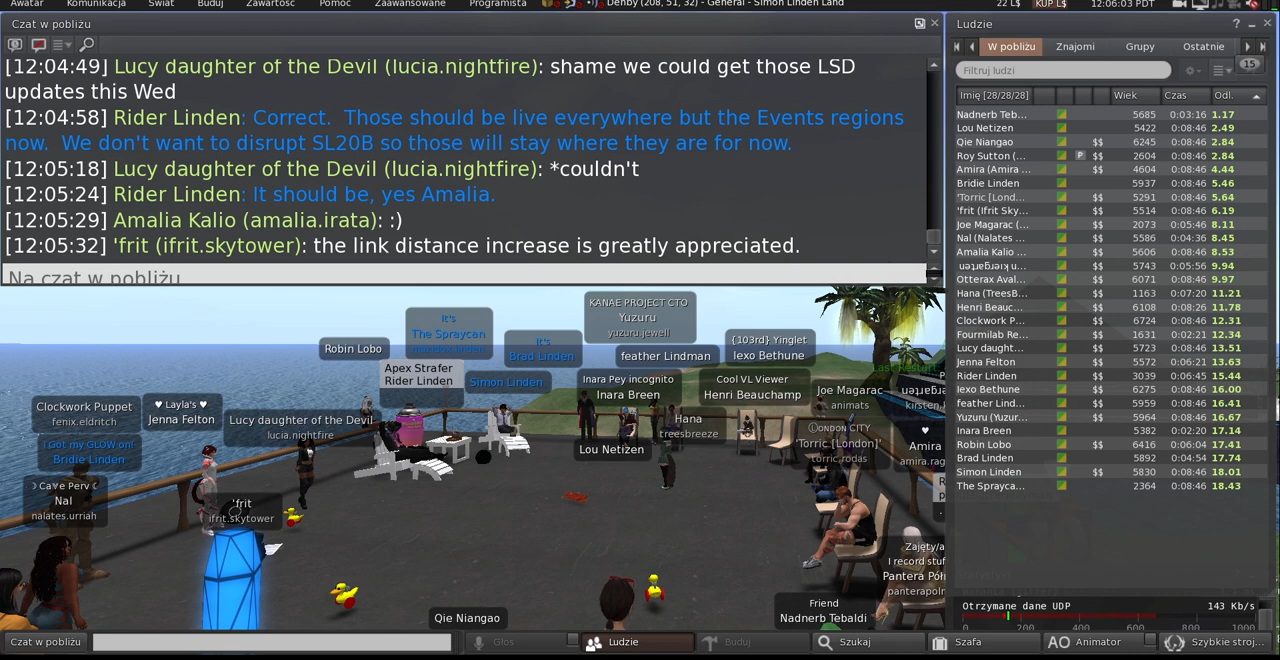 Awatar Komunikacja Świat Buduj Zawartość Pomoc Zaawansowane Programista Denby (208, 51, 32) - General - Simon Linden Land 22 L$ KUP L$ 12:06:03 PDT
Czat w pobliżu
[12:04:49] Lucy daughter of the Devil (lucia.nightfire): shame we could get those LSD
updates this Wed
[12:04:58] Rider Linden: Correct.  Those should be live everywhere but the Events regions
now.  We don't want to disrupt SL20B so those will stay where they are for now.
[12:05:18] Lucy daughter of the Devil (lucia.nightfire): *couldn't
[12:05:24] Rider Linden: It should be, yes Amalia.
[12:05:29] Amalia Kalio (amalia.irata): :)
[12:05:32] 'frit (ifrit.skytower): the link distance increase is greatly appreciated.
Na czat w pobliżu
KANAE PROJECT CTO
Yuzuru
yuzuru.jewell
It's
The Spraycan
Robin Lobo
It's
Brad Linden
feather Lindman
{103rd} Yinglet
Iexo Bethune
Last Restart
Apex Strafer
Rider Linden
Simon Linden
Inara Pey incognito
Inara Breen
Cool VL Viewer
Henri Beauchamp
Joe Magarac
animats
kirsten.
Clockwork Puppet
fenix.eldritch
♥ Layla's ♥
Jenna Felton
Lucy daughter of the Devil
lucia.nightfire
Hana
treesbreeze
Lou Netizen
ⓁONDON CITY
'Torric [London]'
torric.rodas
♥
Amira
amira.rag
I Got my GLOW on!
Bridie Linden
☽Ca♥e Perv☾
Nal
nalates.urriah
'frit
ifrit.skytower
Zajęty/a
I record stuf
Pantera Półn
panterapoln
Qie Niangao
Friend
Nadnerb Tebaldi
Ludzie
? _ ×
W pobliżu Znajomi Grupy Ostatnie
Filtruj ludzi 15
Imię [28/28/28] Wiek Czas Odl.
Nadnerb Teb... 5685 0:03:16 1.17
Lou Netizen 5422 0:08:46 2.49
Qie Niangao $$ 6245 0:08:46 2.84
Roy Sutton (... P $$ 2604 0:08:46 2.84
Amira (Amira ... $$ 4604 0:08:46 4.44
Bridie Linden 5937 0:08:46 5.46
'Torric [Lond... $$ 5291 0:08:46 5.64
'frit (Ifrit Sky... $$ 5514 0:08:46 6.19
Joe Magarac (... $$ 2073 0:05:46 8.11
Nal (Nalates ... $$ 5586 0:04:36 8.45
Amalia Kalio ... $$ 5606 0:08:46 8.53
$$ 5743 0:05:56 9.94
Otterax Aval... $$ 6071 0:08:46 9.97
Hana (TreesB... $$ 1163 0:07:20 11.21
Henri Beauc... $$ 6108 0:08:26 11.78
Clockwork P... $$ 6724 0:08:46 12.31
Fourmilab Re... $$ 1631 0:02:21 12.34
Lucy daught... $$ 5723 0:08:46 13.51
Jenna Felton $$ 5572 0:06:21 13.63
Rider Linden $$ 3039 0:06:45 15.44
Iexo Bethune $$ 6275 0:08:46 16.00
feather Lind... $$ 5959 0:08:46 16.41
Yuzuru (Yuzur... $$ 5964 0:08:46 16.67
Inara Breen 5382 0:02:20 17.14
Robin Lobo $$ 6416 0:06:04 17.41
Brad Linden 5892 0:04:54 17.74
Simon Linden $$ 5830 0:08:46 18.01
The Sprayca... 2364 0:08:46 18.43
Otrzymane dane UDP 143 Kb/s
200 400 600 800 1000
Czat w pobliżu Głos Ludzie Buduj Szukaj Szafa AO Animator Szybkie stroj...